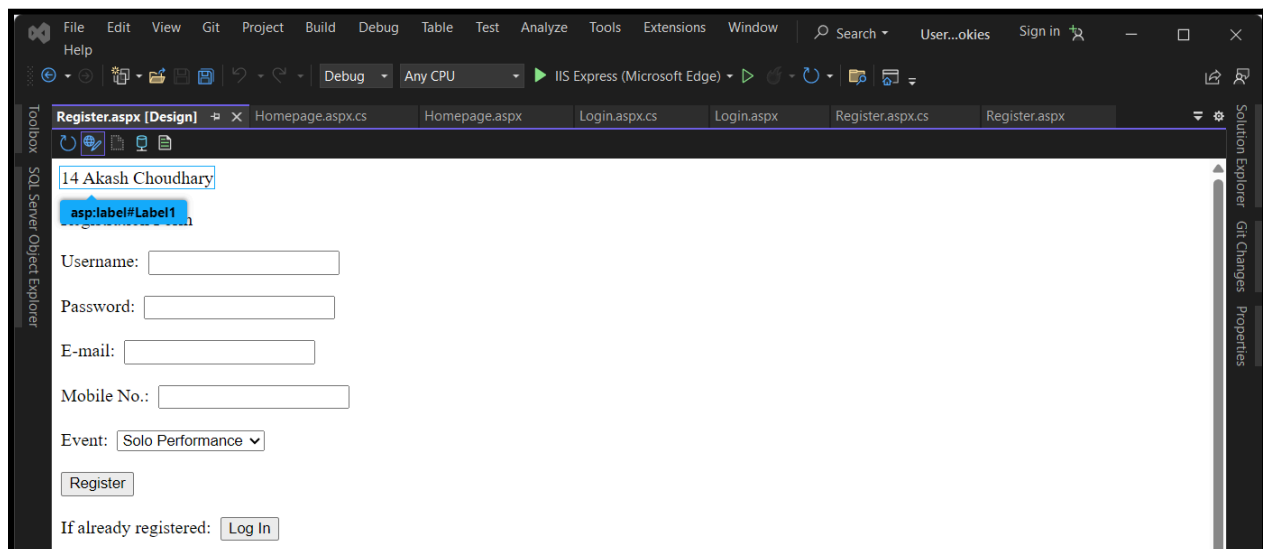 File Edit View Git Project Build Debug Table Test Analyze Tools Extensions Window Search User...okies Sign in
Help
Debug Any CPU IIS Express (Microsoft Edge)
Register.aspx [Design] Homepage.aspx.cs Homepage.aspx Login.aspx.cs Login.aspx Register.aspx.cs Register.aspx
Toolbox
SQL Server Object Explorer
14 Akash Choudhary
asp:label#Label1
Username:
Password:
E-mail:
Mobile No.:
Event: Solo Performance
Register
If already registered: Log In
Solution Explorer
Git Changes
Properties